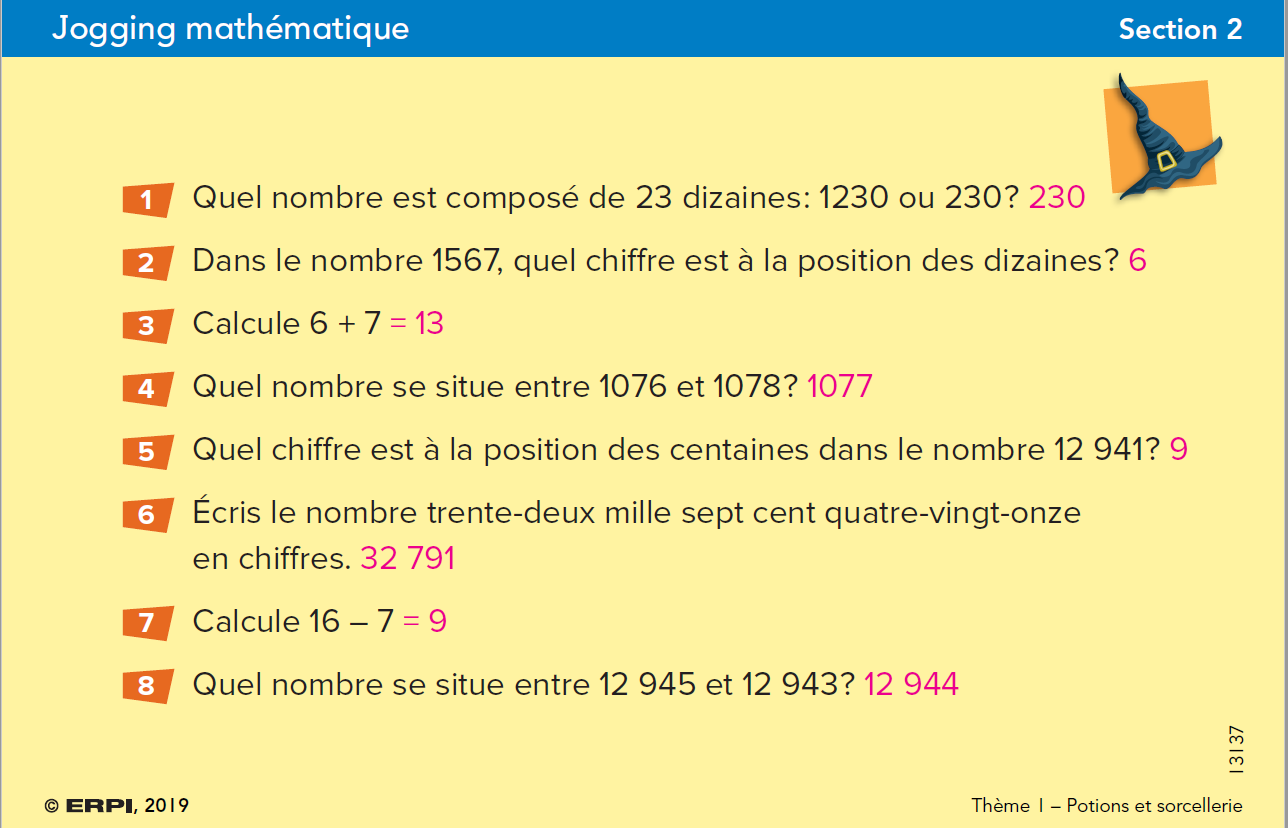 Jogging mathématique
Section 2
1 Quel nombre est composé de 23 dizaines: 1230 ou 230? 230
2 Dans le nombre 1567, quel chiffre est à la position des dizaines? 6
3 Calcule 6 + 7 = 13
4 Quel nombre se situe entre 1076 et 1078? 1077
5 Quel chiffre est à la position des centaines dans le nombre 12 941? 9
6 Écris le nombre trente-deux mille sept cent quatre-vingt-onze
en chiffres. 32 791
7 Calcule 16 – 7 = 9
8 Quel nombre se situe entre 12 945 et 12 943? 12 944
13137
© ERPI, 2019
Thème 1 – Potions et sorcellerie